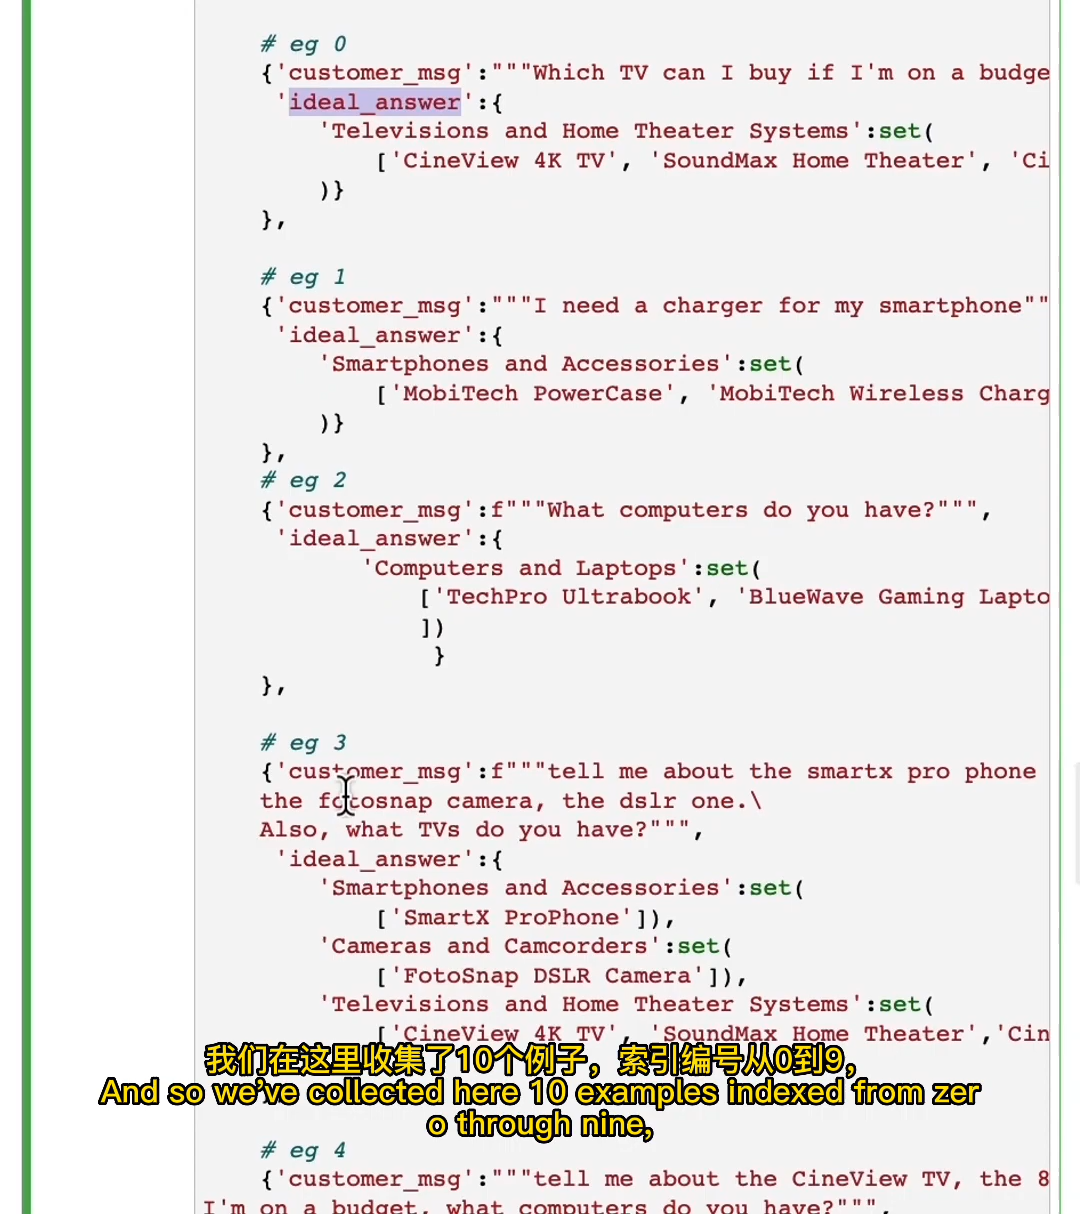 # eg 0
{'customer_msg':"""Which TV can I buy if I'm on a budge
'ideal_answer':{
'Televisions and Home Theater Systems':set(
['CineView 4K TV', 'SoundMax Home Theater', 'Ci
)}
},
# eg 1
{'customer_msg':"""I need a charger for my smartphone""
'ideal_answer':{
'Smartphones and Accessories':set(
['MobiTech PowerCase', 'MobiTech Wireless Charg
)}
},
# eg 2
{'customer_msg':f"""What computers do you have?""",
'ideal_answer':{
'Computers and Laptops':set(
['TechPro Ultrabook', 'BlueWave Gaming Lapto
])
}
},
# eg 3
{'customer_msg':f"""tell me about the smartx pro phone
the fotosnap camera, the dslr one.\
Also, what TVs do you have?""",
'ideal_answer':{
'Smartphones and Accessories':set(
['SmartX ProPhone']),
'Cameras and Camcorders':set(
['FotoSnap DSLR Camera']),
'Televisions and Home Theater Systems':set(
['CineView 4K TV', 'SoundMax Home Theater','Cin
我们在这里收集了10个例子，索引编号从0到9，
And so we’ve collected here 10 examples indexed from zer
o through nine,
# eg 4
{'customer_msg':"""tell me about the CineView TV, the 8
I'm on a budget, what computers do you have?""",